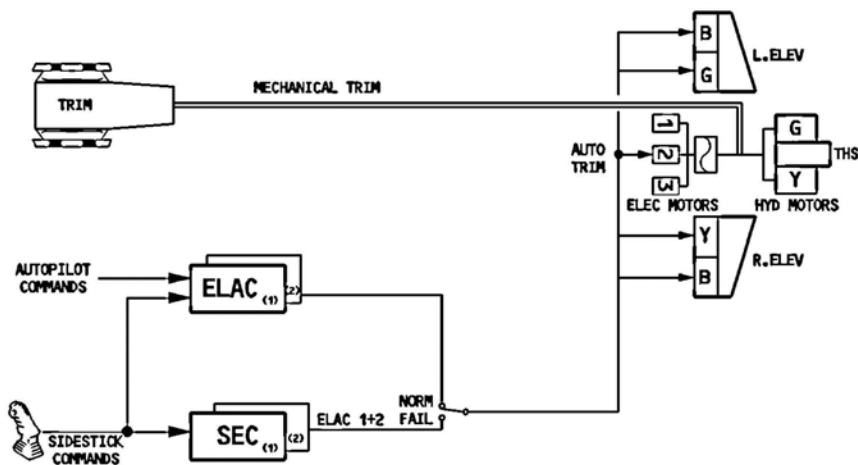 B
G
L.ELEV
TRIM
MECHANICAL TRIM
AUTO
TRIM
1
2
3
ELEC MOTORS
G
Y
THS
HYD MOTORS
Y
B
R.ELEV
AUTOPILOT
COMMANDS
ELAC (1) (2)
SIDESTICK
COMMANDS
SEC (1) (2)
ELAC 1+2
NORM
FAIL